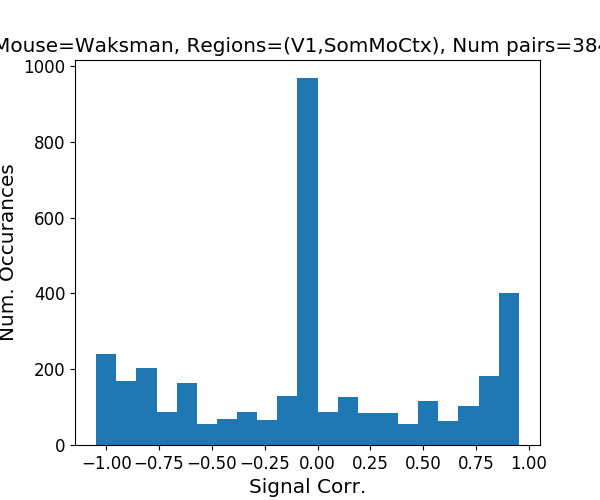 Mouse=Waksman, Regions=(V1,SomMoCtx), Num pairs=384
1000
800
600
400
200
0
Num. Occurances
−1.00 −0.75 −0.50 −0.25 0.00 0.25 0.50 0.75 1.00
Signal Corr.